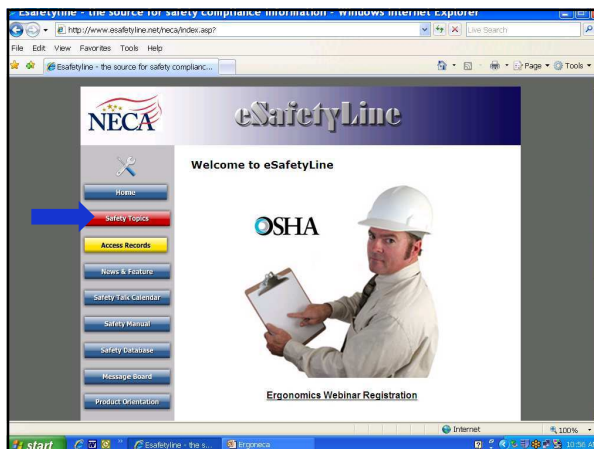 Esafetyline - the source for safety compliance information - Windows Internet Explorer
http://www.esafetyline.net/neca/index.asp?
Live Search
File Edit View Favorites Tools Help
Esafetyline - the source for safety complianc...
Page Tools
NECA
eSafetyLine
Welcome to eSafetyLine
Home
Safety Topics
Access Records
News & Feature
Safety Talk Calendar
Safety Manual
Safety Database
Message Board
Product Orientation
OSHA
Ergonomics Webinar Registration
Internet
100%
start
Esafetyline - the s...
Ergoneca
10:56 AM